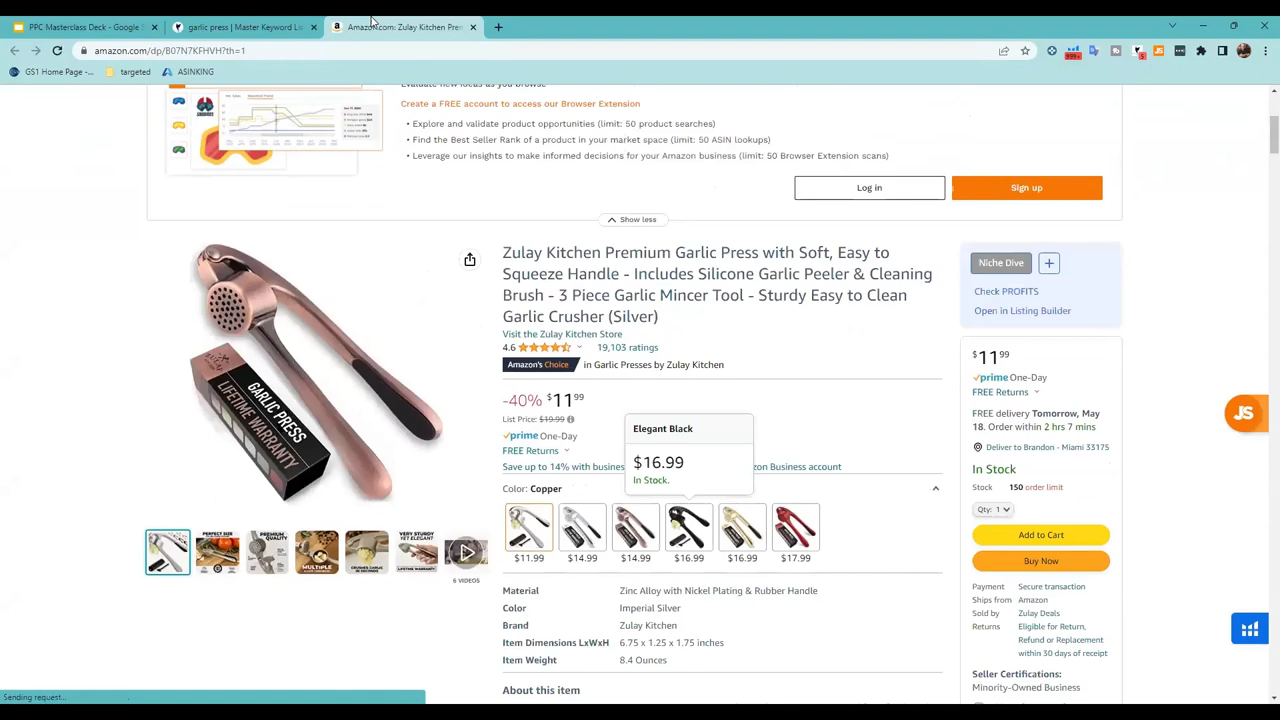 PPC Masterclass Deck - Google S
garlic press | Master Keyword Lis
Amazon.com: Zulay Kitchen Prem
amazon.com/dp/B07N7KFHVH?th=1
GS1 Home Page -...
targeted
ASINKING
Evaluate new ideas as you browse
Create a FREE account to access our Browser Extension
• Explore and validate product opportunities (limit: 50 product searches)
• Find the Best Seller Rank of a product in your market space (limit: 50 ASIN lookups)
• Leverage our insights to make informed decisions for your Amazon business (limit: 50 Browser Extension scans)
Log in
Sign up
Show less
Zulay Kitchen Premium Garlic Press with Soft, Easy to
Squeeze Handle - Includes Silicone Garlic Peeler & Cleaning
Brush - 3 Piece Garlic Mincer Tool - Sturdy Easy to Clean
Garlic Crusher (Silver)
Visit the Zulay Kitchen Store
4.6
19,103 ratings
Amazon's Choice
in Garlic Presses by Zulay Kitchen
-40% $11 99
List Price: $19.99
prime One-Day
FREE Returns
Save up to 14% with busines
zon Business account
Elegant Black
$16.99
In Stock.
Color: Copper
$11.99
$14.99
$14.99
$16.99
$16.99
$17.99
GARLIC PRESS
LIFETIME WARRANTY
6 VIDEOS
Material Zinc Alloy with Nickel Plating & Rubber Handle
Color Imperial Silver
Brand Zulay Kitchen
Item Dimensions LxWxH 6.75 x 1.25 x 1.75 inches
Item Weight 8.4 Ounces
About this item
Niche Dive
Check PROFITS
Open in Listing Builder
$11 99
prime One-Day
FREE Returns
FREE delivery Tomorrow, May
18. Order within 2 hrs 7 mins
Deliver to Brandon - Miami 33175
In Stock
Stock 150 order limit
Qty: 1
Add to Cart
Buy Now
Payment Secure transaction
Ships from Amazon
Sold by Zulay Deals
Returns Eligible for Return,
Refund or Replacement
within 30 days of receipt
Seller Certifications:
Minority-Owned Business
JS
Sending request...